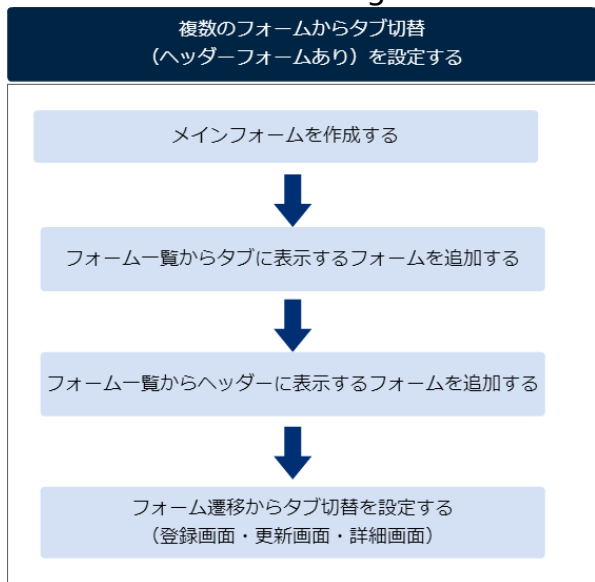 複数のフォームからタブ切替
（ヘッダーフォームあり）を設定する
メインフォームを作成する
フォーム一覧からタブに表示するフォームを追加する
フォーム一覧からヘッダーに表示するフォームを追加する
フォーム遷移からタブ切替を設定する
（登録画面・更新画面・詳細画面）